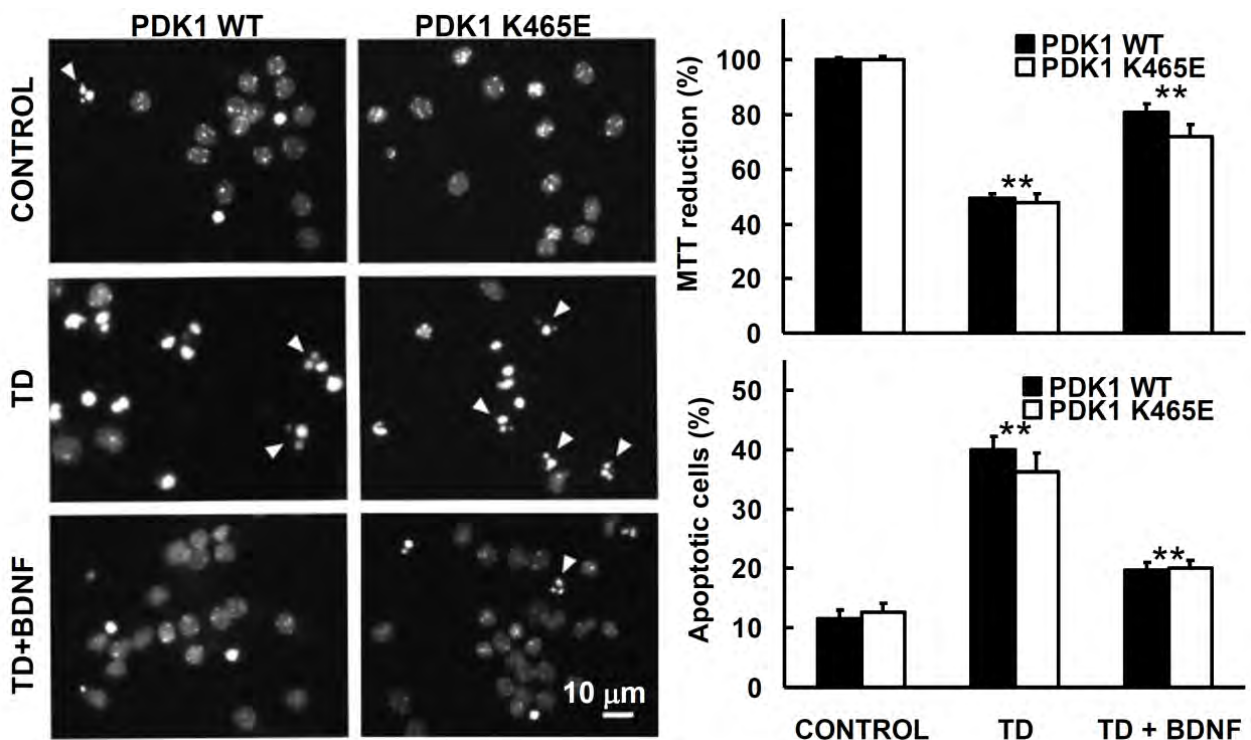 PDK1 WT
PDK1 K465E
CONTROL
TD
TD+BDNF
10 μm
MTT reduction (%)
100
80
60
40
20
0
PDK1 WT
PDK1 K465E
**
**
Apoptotic cells (%)
50
40
30
20
10
0
PDK1 WT
PDK1 K465E
**
**
CONTROL TD TD + BDNF